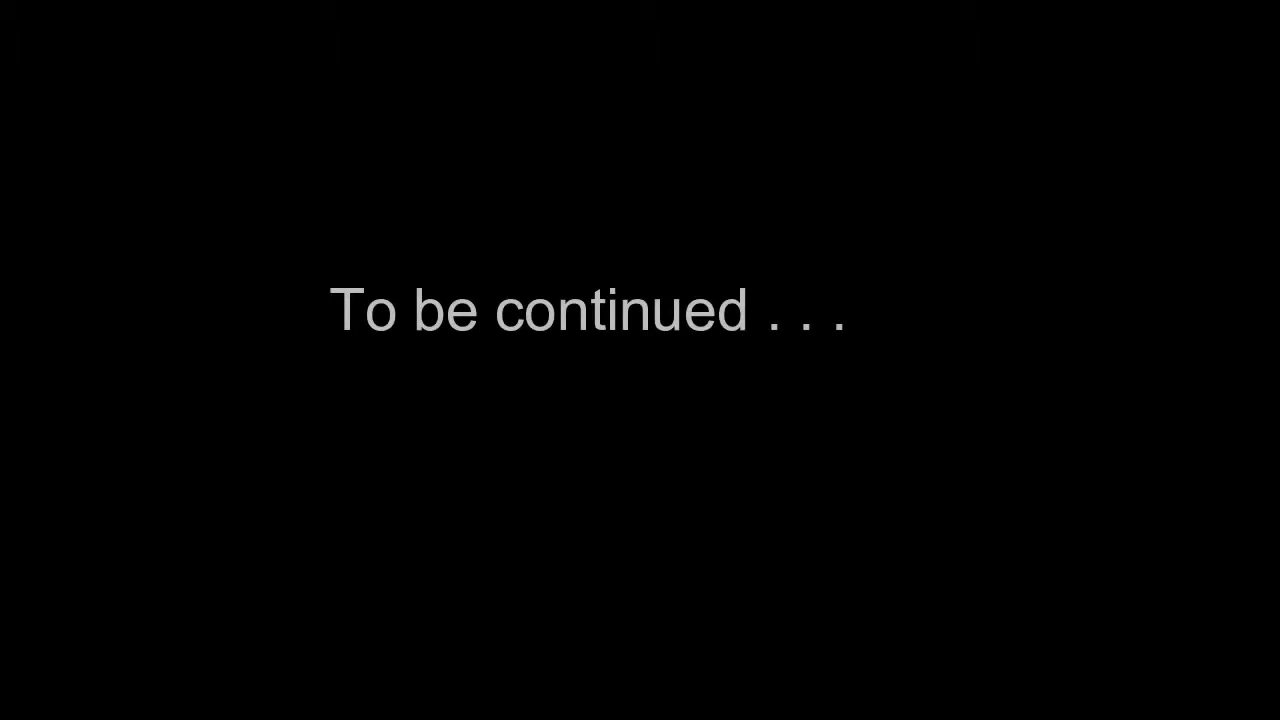 To be continued . . .